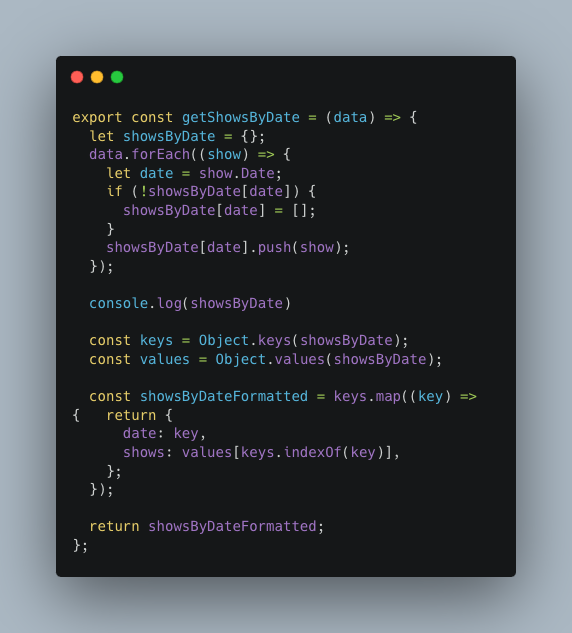 export const getShowsByDate = (data) => {
  let showsByDate = {};
  data.forEach((show) => {
    let date = show.Date;
    if (!showsByDate[date]) {
      showsByDate[date] = [];
    }
    showsByDate[date].push(show);
  });

  console.log(showsByDate)

  const keys = Object.keys(showsByDate);
  const values = Object.values(showsByDate);

  const showsByDateFormatted = keys.map((key) =>
{   return {
      date: key,
      shows: values[keys.indexOf(key)],
    };
  });

  return showsByDateFormatted;
};